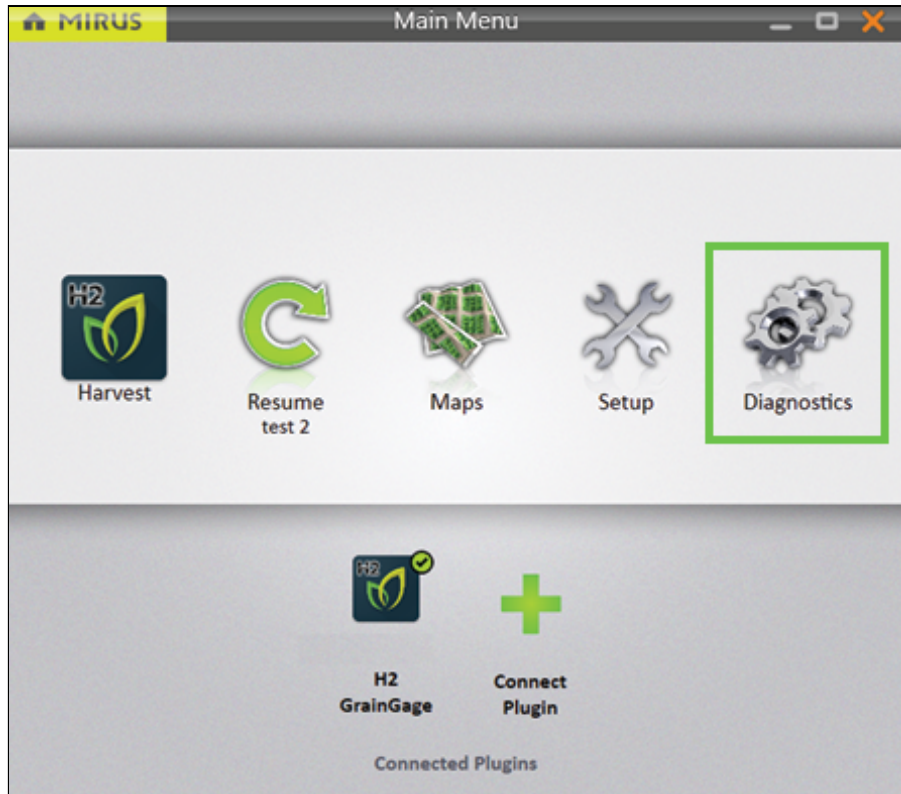 MIRUS
Main Menu
H2
Harvest
Resume
test 2
Maps
Setup
Diagnostics
H2
H2
GrainGage
Connect
Plugin
Connected Plugins